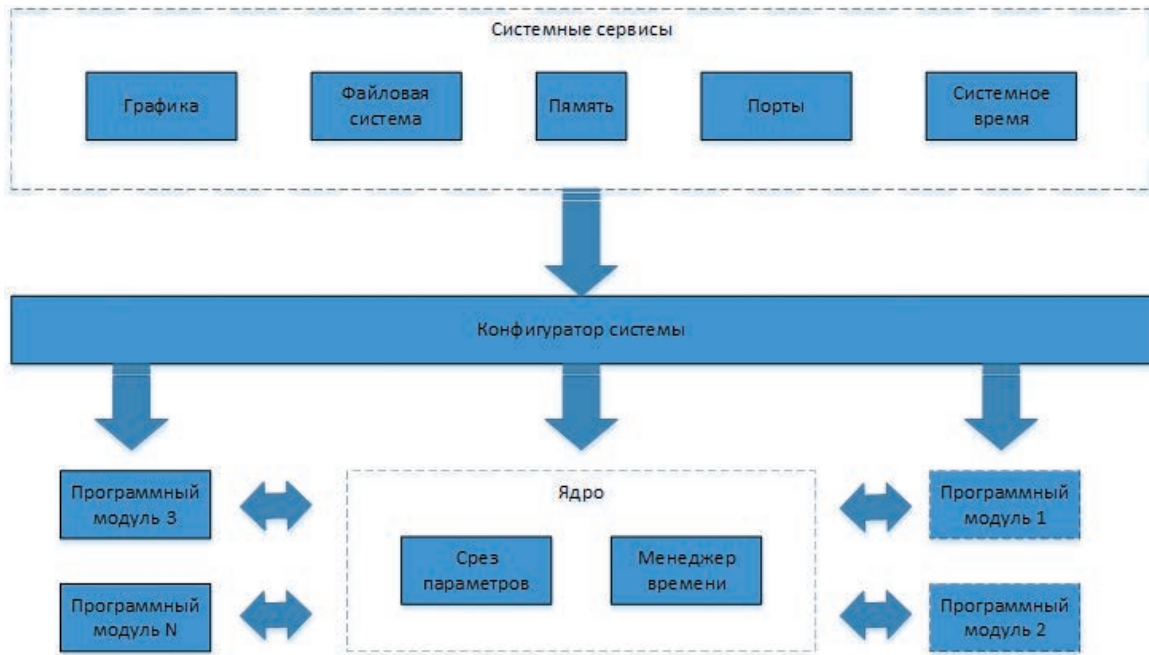 Системные сервисы
Графика
Файловая
система
Пямять
Порты
Системное
время
Конфигуратор системы
Программный
модуль 3
Ядро
Программный
модуль 1
Срез
параметров
Менеджер
времени
Программный
модуль N
Программный
модуль 2